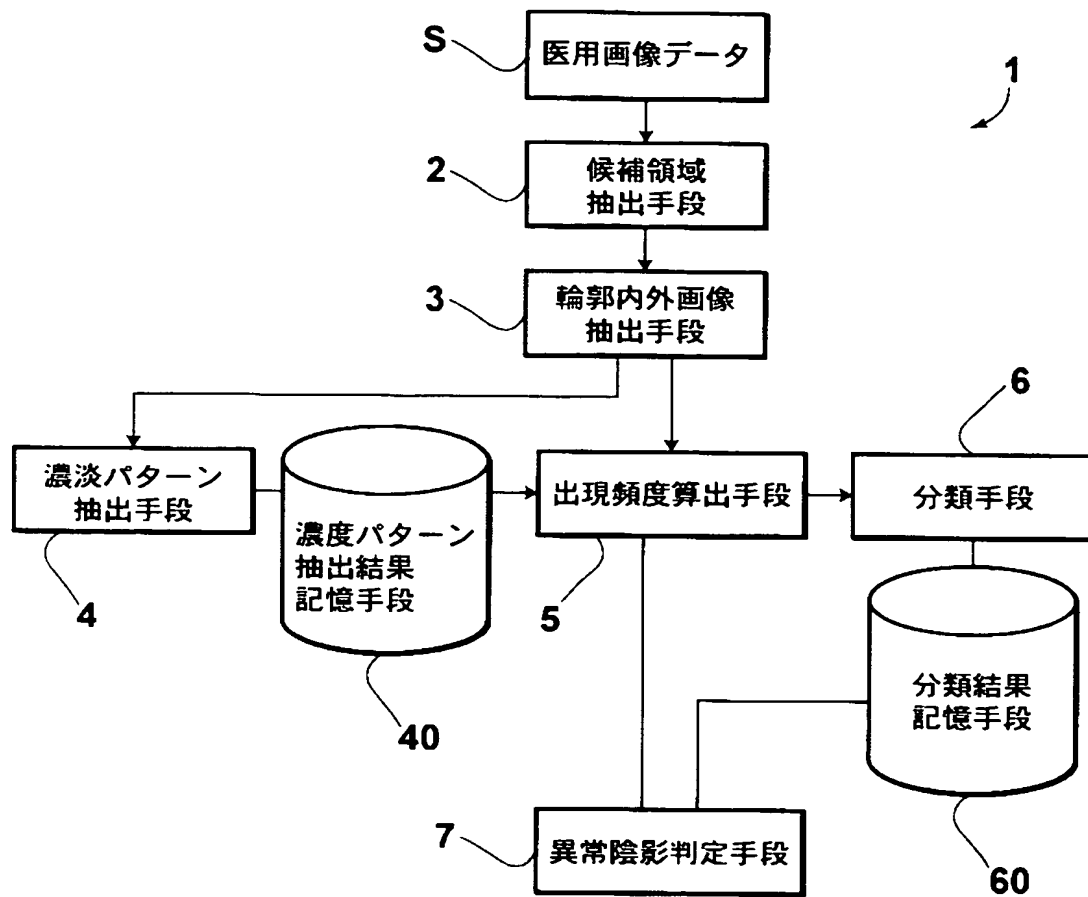 S
医用画像データ
1
2
候補領域
抽出手段
3
輪郭内外画像
抽出手段
6
濃淡パターン
抽出手段
濃度パターン
抽出結果
記憶手段
出現頻度算出手段
分類手段
4
5
40
分類結果
記憶手段
7
異常陰影判定手段
60